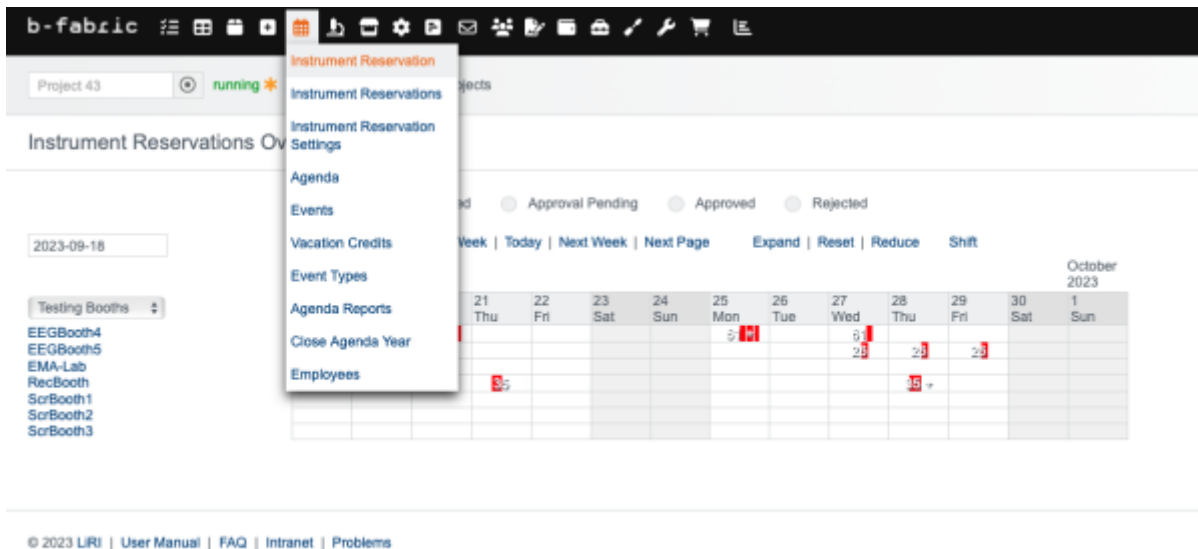 b-fabric
Instrument Reservation
Instrument Reservations
Instrument Reservation
Settings
Agenda
Events
Vacation Credits
Event Types
Agenda Reports
Close Agenda Year
Employees
Project 43 running
Instrument Reservations Ov
Approval Pending Approved Rejected
2023-09-18
Today | Next Week | Next Page Expand | Reset | Reduce Shift
October
2023
Testing Booths
21 22 23 24 25 26 27 28 29 30 1
Thu Fri Sat Sun Mon Tue Wed Thu Fri Sat Sun
EEGBooth4
EEGBooth5
EMA-Lab
RecBooth
ScrBooth1
ScrBooth2
ScrBooth3
© 2023 LiRI | User Manual | FAQ | Intranet | Problems